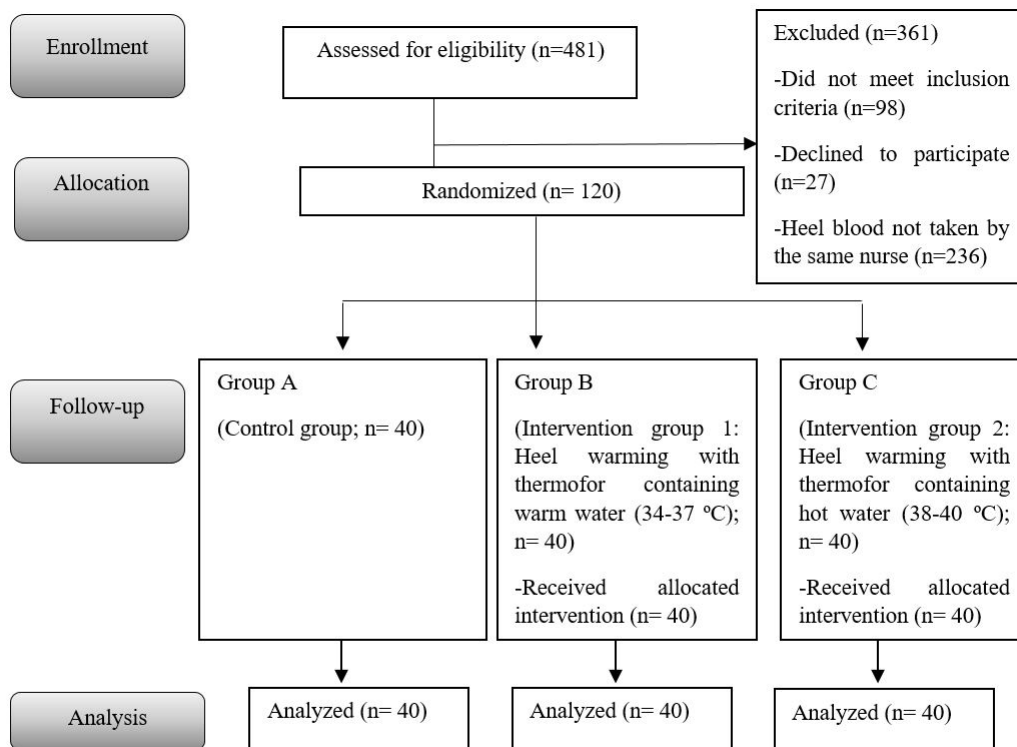 Enrollment
Assessed for eligibility (n=481)
Excluded (n=361)
-Did not meet inclusion
criteria (n=98)
-Declined to participate
(n=27)
-Heel blood not taken by
the same nurse (n=236)
Allocation
Randomized (n= 120)
Follow-up
Group A
(Control group; n= 40)
Group B
(Intervention group 1:
Heel warming with
thermofor containing
warm water (34-37 ºC);
n= 40)
-Received allocated
intervention (n= 40)
Group C
(Intervention group 2:
Heel warming with
thermofor containing
hot water (38-40 ºC);
n= 40)
-Received allocated
intervention (n= 40)
Analysis
Analyzed (n= 40)
Analyzed (n= 40)
Analyzed (n= 40)